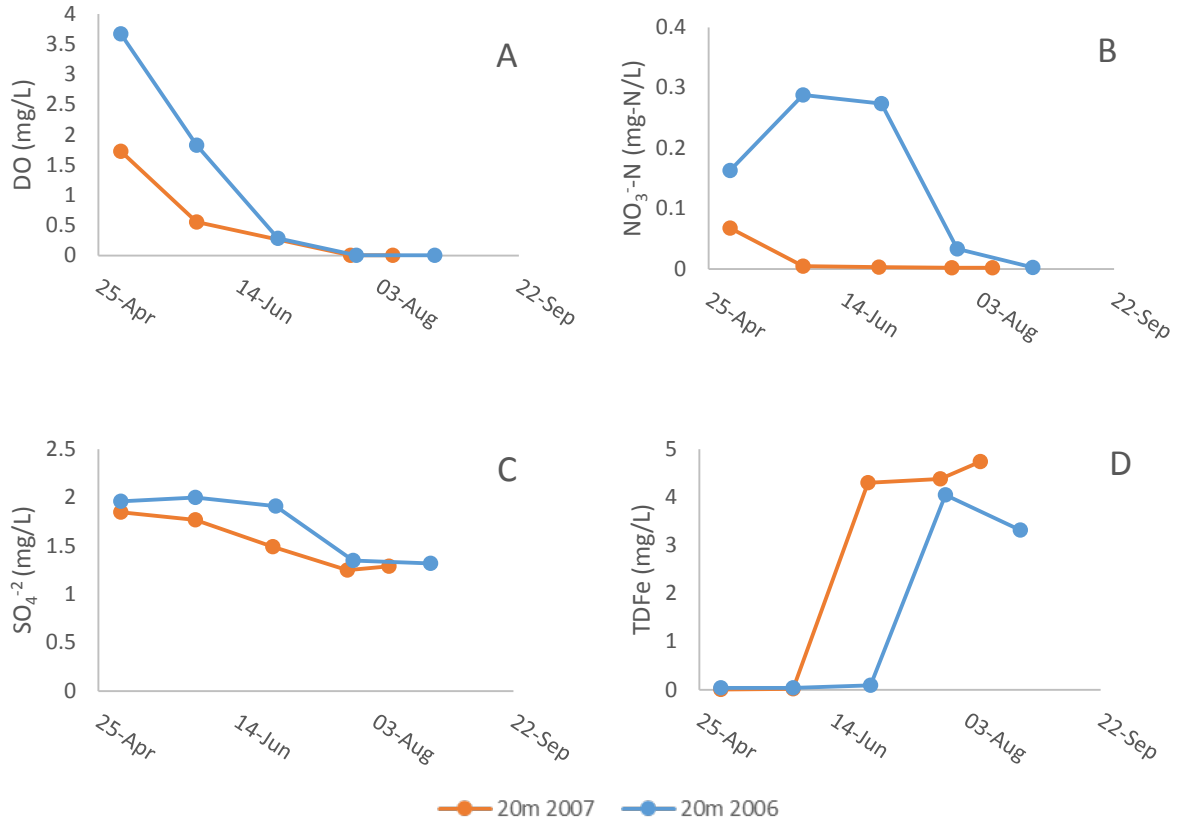 A
DO (mg/L)
4
3.5
3
2.5
2
1.5
1
0.5
0
25-Apr 14-Jun 03-Aug 22-Sep
B
NO₃⁻-N (mg-N/L)
0.4
0.3
0.2
0.1
0
25-Apr 14-Jun 03-Aug 22-Sep
C
SO₄⁻² (mg/L)
2.5
2
1.5
1
0.5
0
25-Apr 14-Jun 03-Aug 22-Sep
D
TDFe (mg/L)
5
4
3
2
1
0
25-Apr 14-Jun 03-Aug 22-Sep
20m 2007 20m 2006